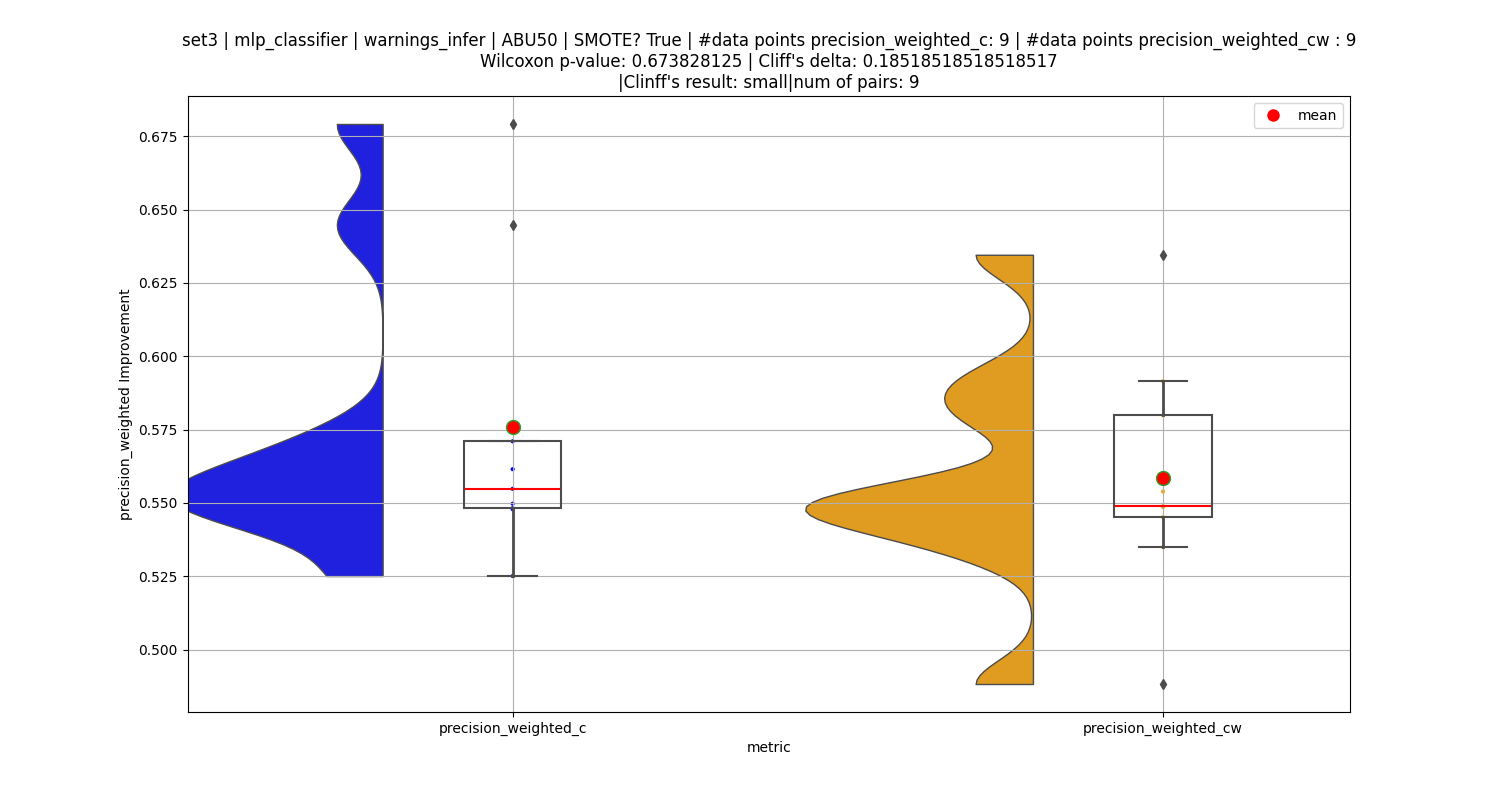 set3 | mlp_classifier | warnings_infer | ABU50 | SMOTE? True | #data points precision_weighted_c: 9 | #data points precision_weighted_cw : 9
Wilcoxon p-value: 0.673828125 | Cliff's delta: 0.18518518518518517
|Clinff's result: small|num of pairs: 9
mean
0.675
0.650
0.625
0.600
0.575
0.550
0.525
0.500
precision_weighted Improvement
precision_weighted_c
precision_weighted_cw
metric